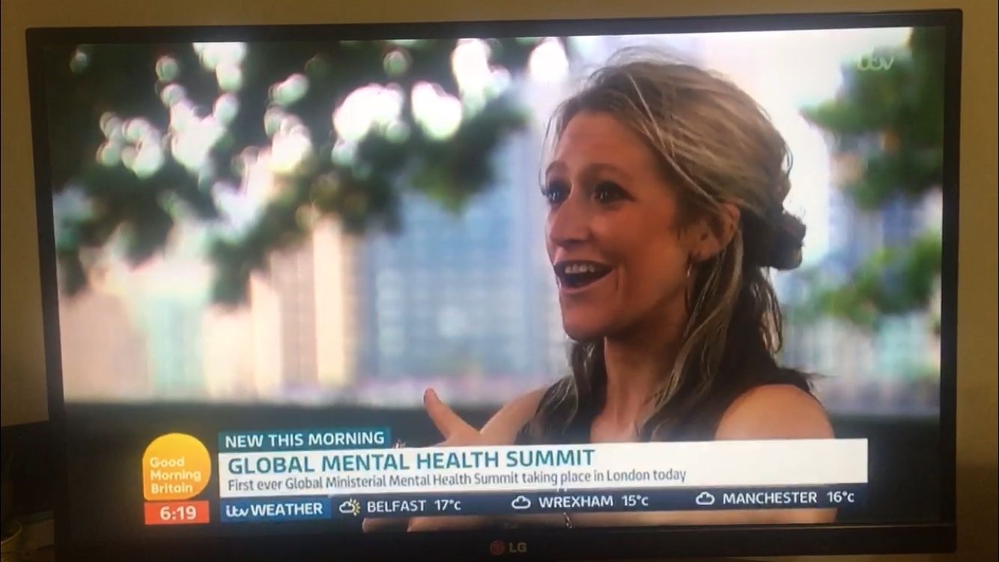 itv
NEW THIS MORNING
GLOBAL MENTAL HEALTH SUMMIT
First ever Global Ministerial Mental Health Summit taking place in London today
Good
Morning
Britain
6:19
itv WEATHER BELFAST 17°c WREXHAM 15°c MANCHESTER 16°c
LG